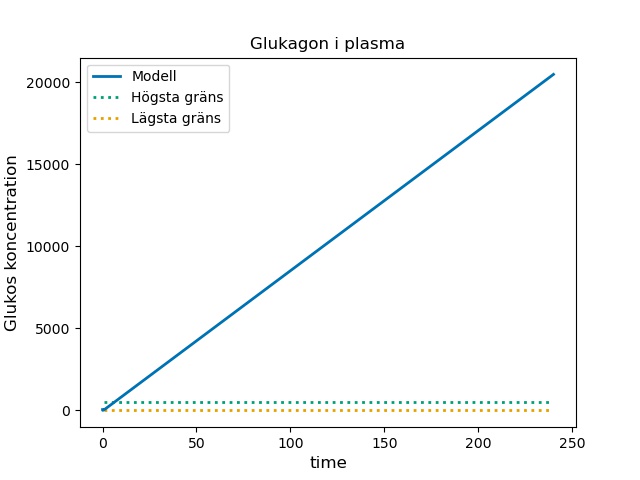 Glukagon i plasma
Modell
Högsta gräns
Lägsta gräns
Glukos koncentration
20000
15000
10000
5000
0
0 50 100 150 200 250
time